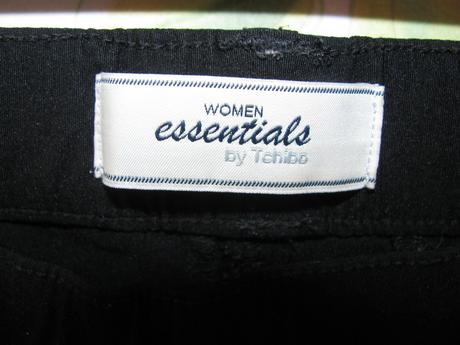 WOMEN
essentials
by Tchibo